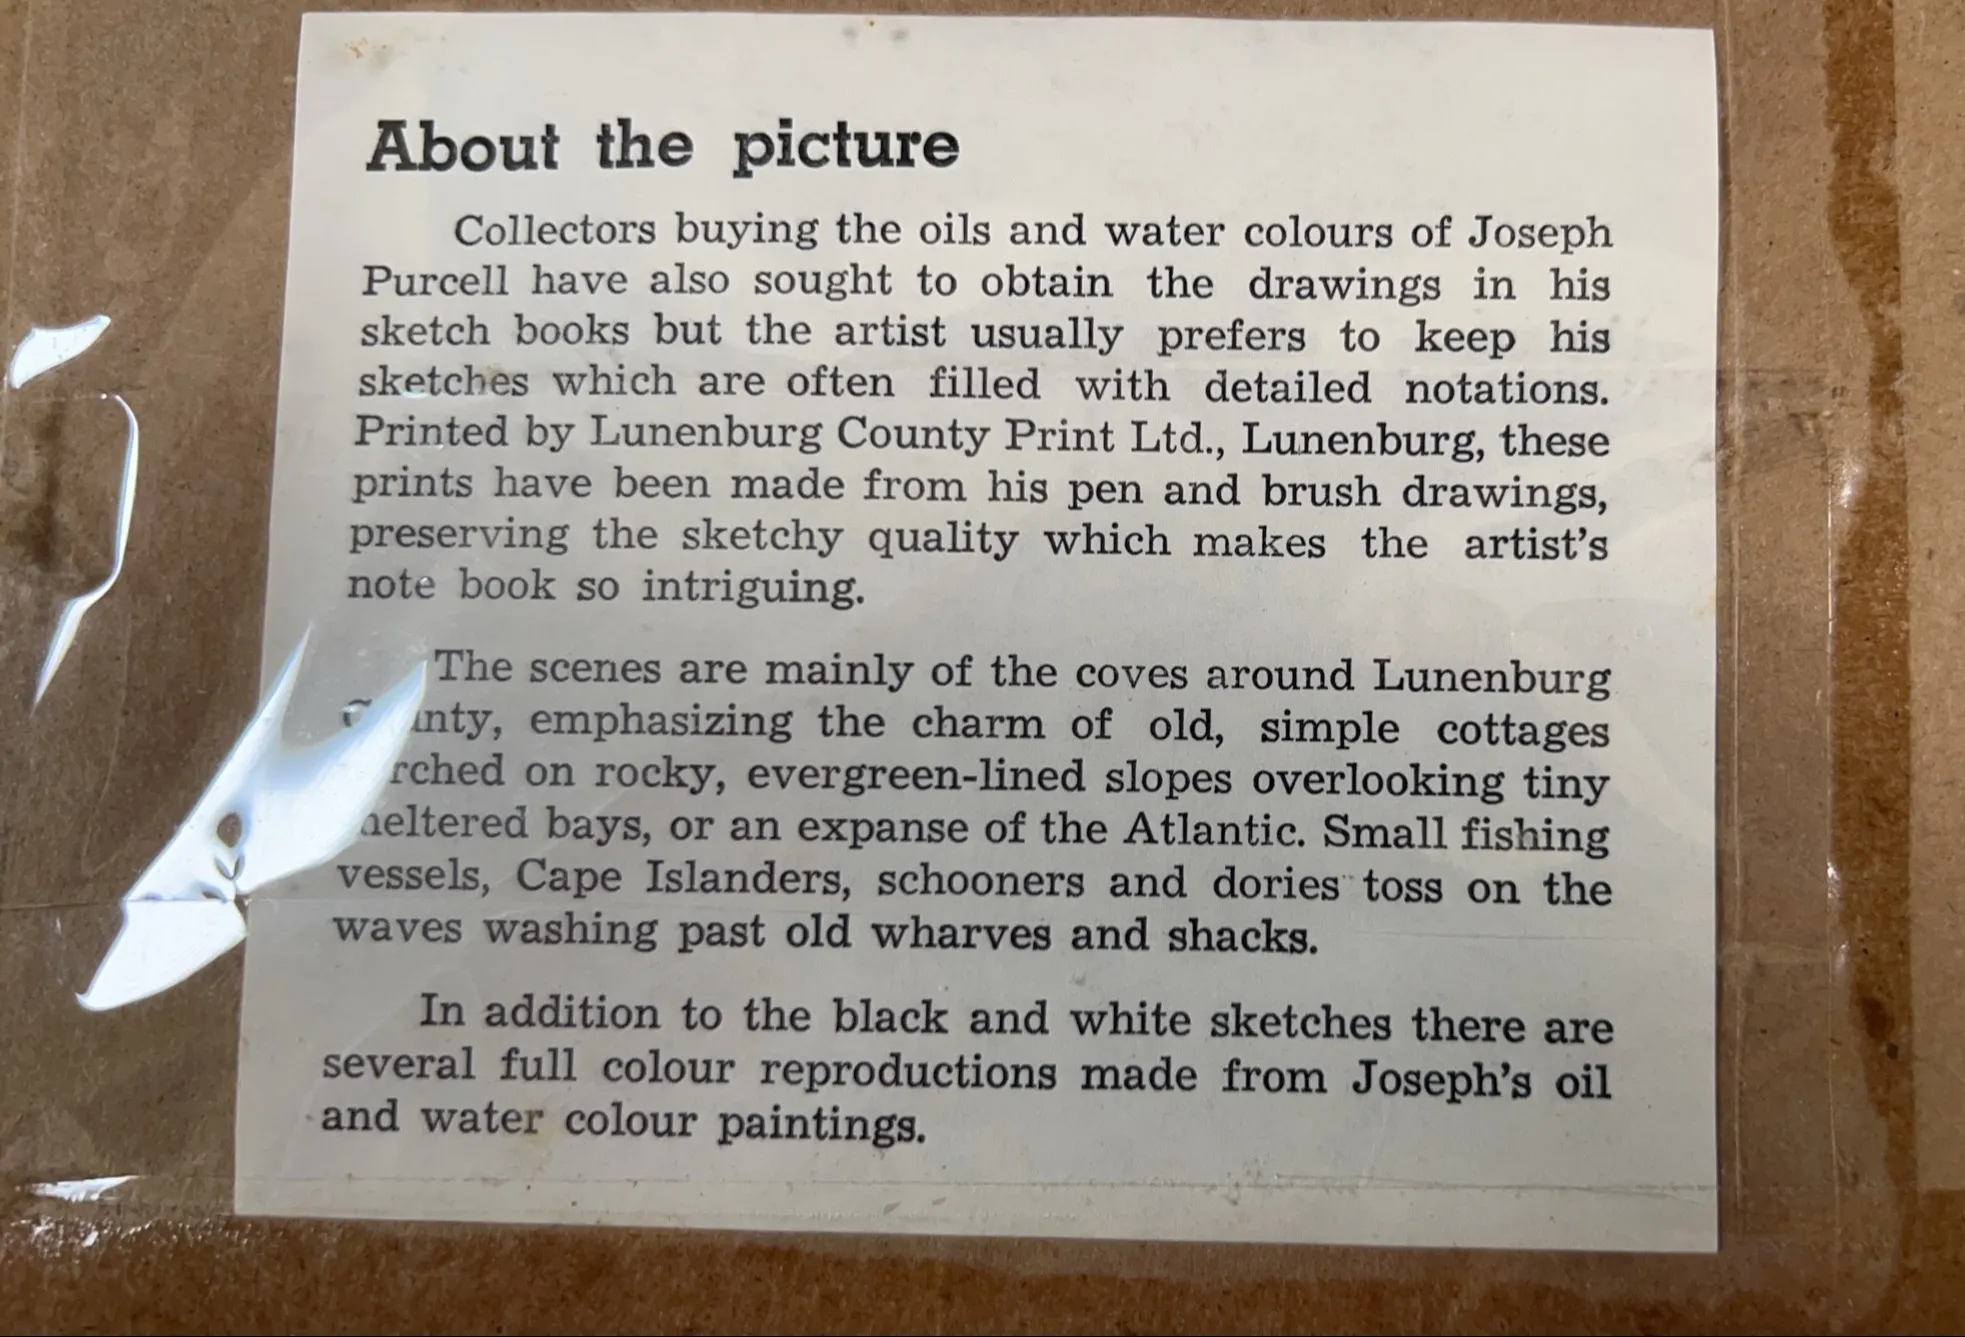 About the picture
Collectors buying the oils and water colours of Joseph
Purcell have also sought to obtain the drawings in his
sketch books but the artist usually prefers to keep his
sketches which are often filled with detailed notations.
Printed by Lunenburg County Print Ltd., Lunenburg, these
prints have been made from his pen and brush drawings,
preserving the sketchy quality which makes the artist's
note book so intriguing.
The scenes are mainly of the coves around Lunenburg
emphasizing the charm of old, simple cottages
on rocky, evergreen-lined slopes overlooking tiny
bays, or an expanse of the Atlantic. Small fishing
vessels, Cape Islanders, schooners and dories toss on the
waves washing past old wharves and shacks.
In addition to the black and white sketches there are
several full colour reproductions made from Joseph's oil
and water colour paintings.